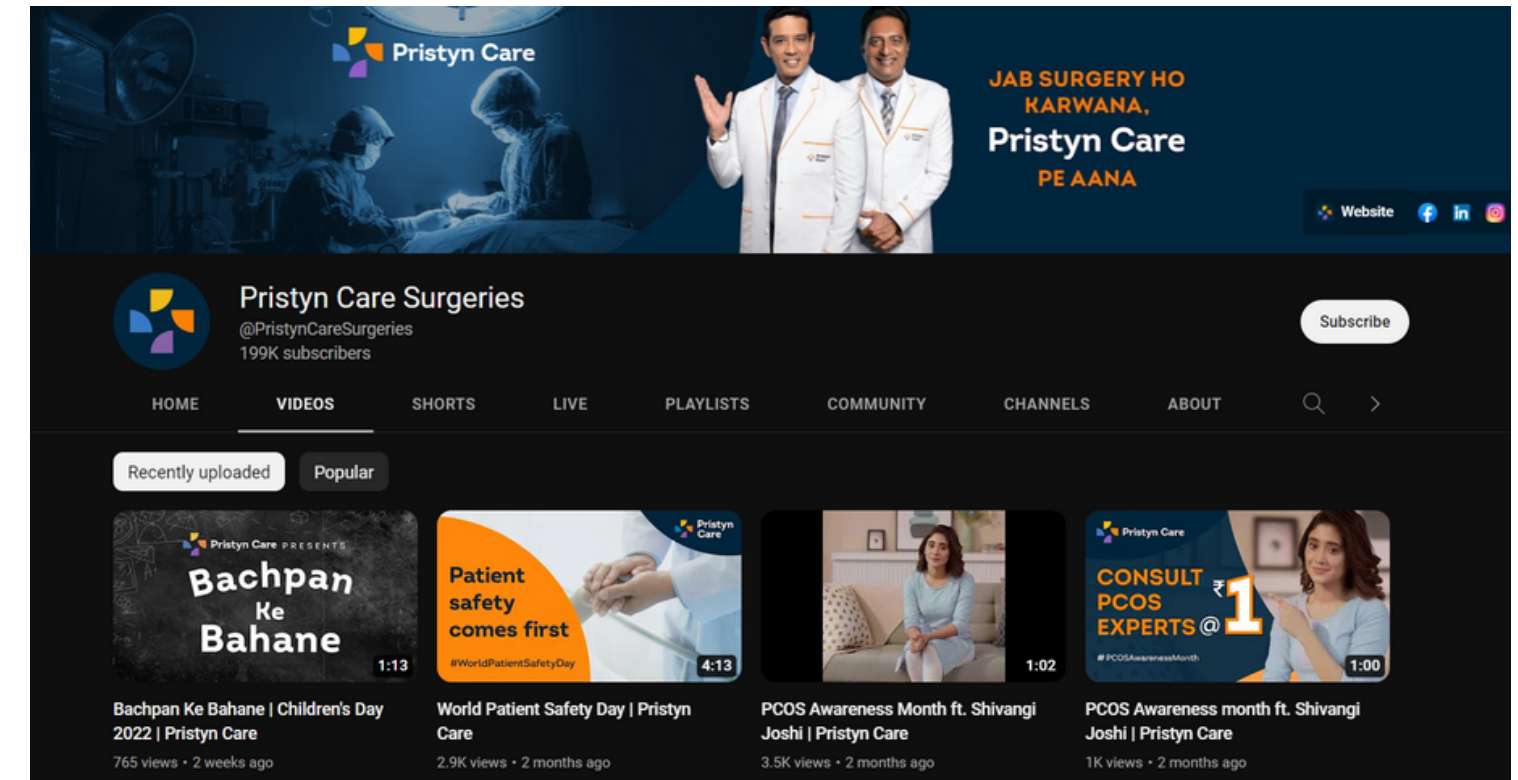 Pristyn Care
JAB SURGERY HO
KARWANA,
Pristyn Care
PE AANA
Website
Pristyn Care Surgeries
@PristynCareSurgeries
199K subscribers
Subscribe
HOME VIDEOS SHORTS LIVE PLAYLISTS COMMUNITY CHANNELS ABOUT
Recently uploaded Popular
Pristyn Care PRESENTS
Bachpan
Ke
Bahane
1:13
Pristyn
Care
Patient
safety
comes first
#WorldPatientSafetyDay
4:13
1:02
Pristyn Care
CONSULT
PCOS
EXPERTS @ ₹1
#PCOSAwarenessMonth
1:00
Bachpan Ke Bahane | Children's Day
2022 | Pristyn Care
765 views • 2 weeks ago
World Patient Safety Day | Pristyn
Care
2.9K views • 2 months ago
PCOS Awareness Month ft. Shivangi
Joshi | Pristyn Care
3.5K views • 2 months ago
PCOS Awareness month ft. Shivangi
Joshi | Pristyn Care
1K views • 2 months ago